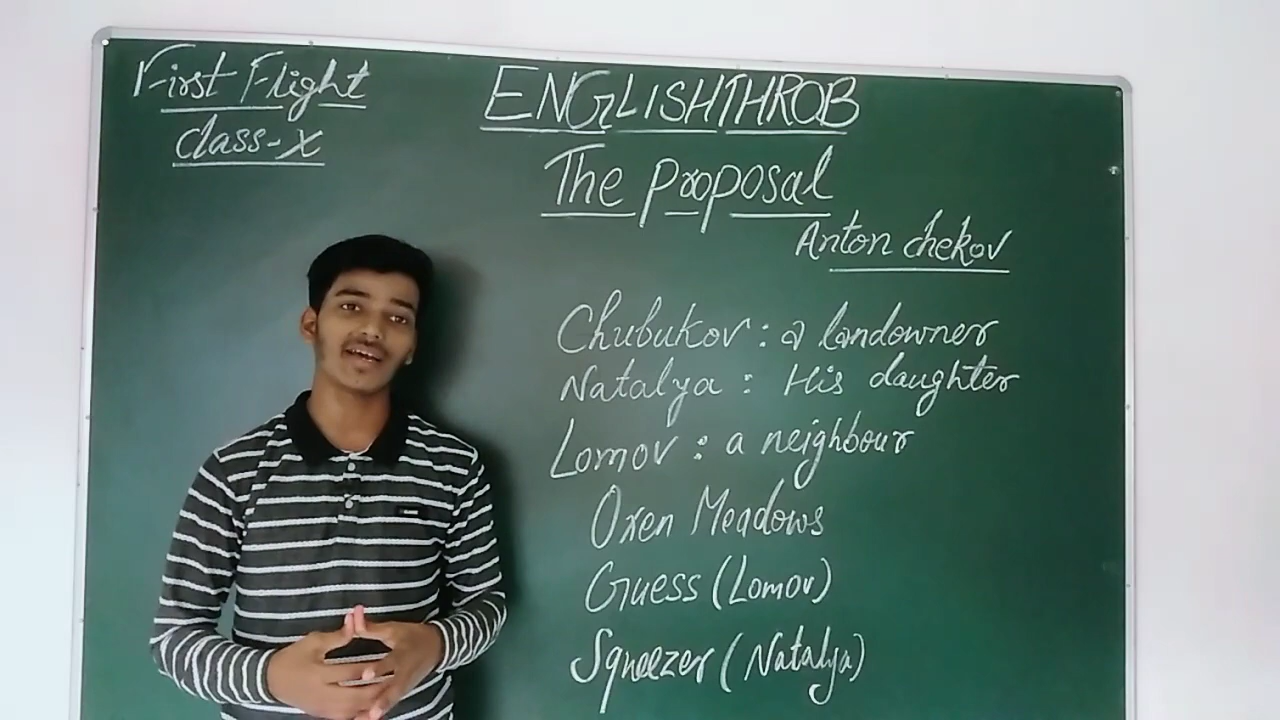 First Flight
class-X
ENGLISHTHROB
The Proposal
Anton chekov
Chubukov : a landowner
Natalya : His daughter
Lomov : a neighbour
Oxen Meadows
Guess (Lomov)
Squeezer (Natalya)